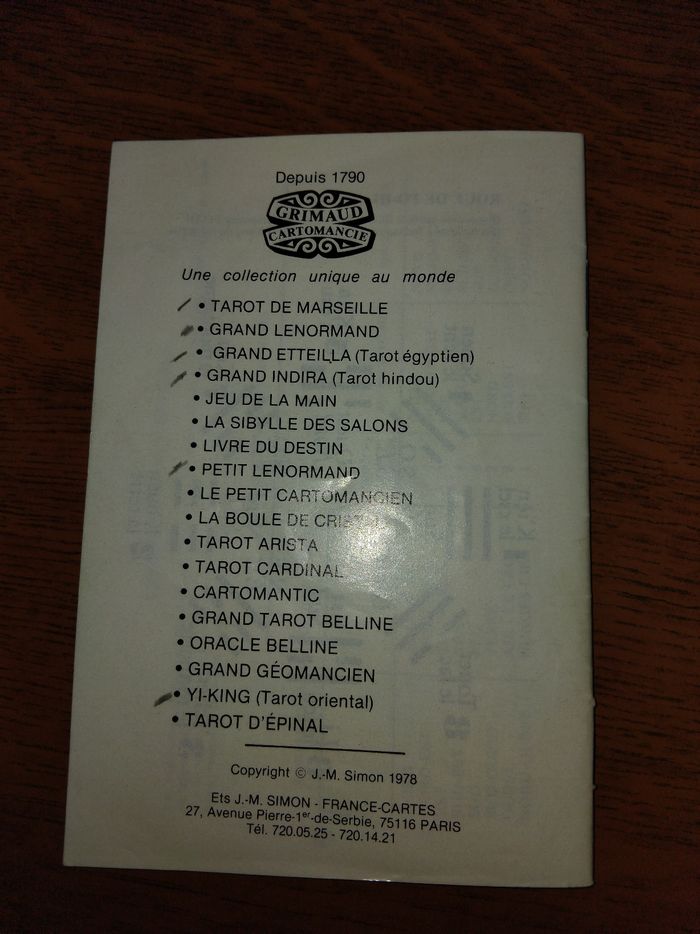 Depuis 1790
GRIMAUD
CARTOMANCIE
Une collection unique au monde
• TAROT DE MARSEILLE
• GRAND LENORMAND
• GRAND ETTEILLA (Tarot égyptien)
• GRAND INDIRA (Tarot hindou)
• JEU DE LA MAIN
• LA SIBYLLE DES SALONS
• LIVRE DU DESTIN
• PETIT LENORMAND
• LE PETIT CARTOMANCIEN
• LA BOULE DE CRISTAL
• TAROT ARISTA
• TAROT CARDINAL
• CARTOMANTIC
• GRAND TAROT BELLINE
• ORACLE BELLINE
• GRAND GÉOMANCIEN
• YI-KING (Tarot oriental)
• TAROT D'ÉPINAL
Copyright © J.-M. Simon 1978
Ets J.-M. SIMON - FRANCE-CARTES
27, Avenue Pierre-1er-de-Serbie, 75116 PARIS
Tél. 720.05.25 - 720.14.21